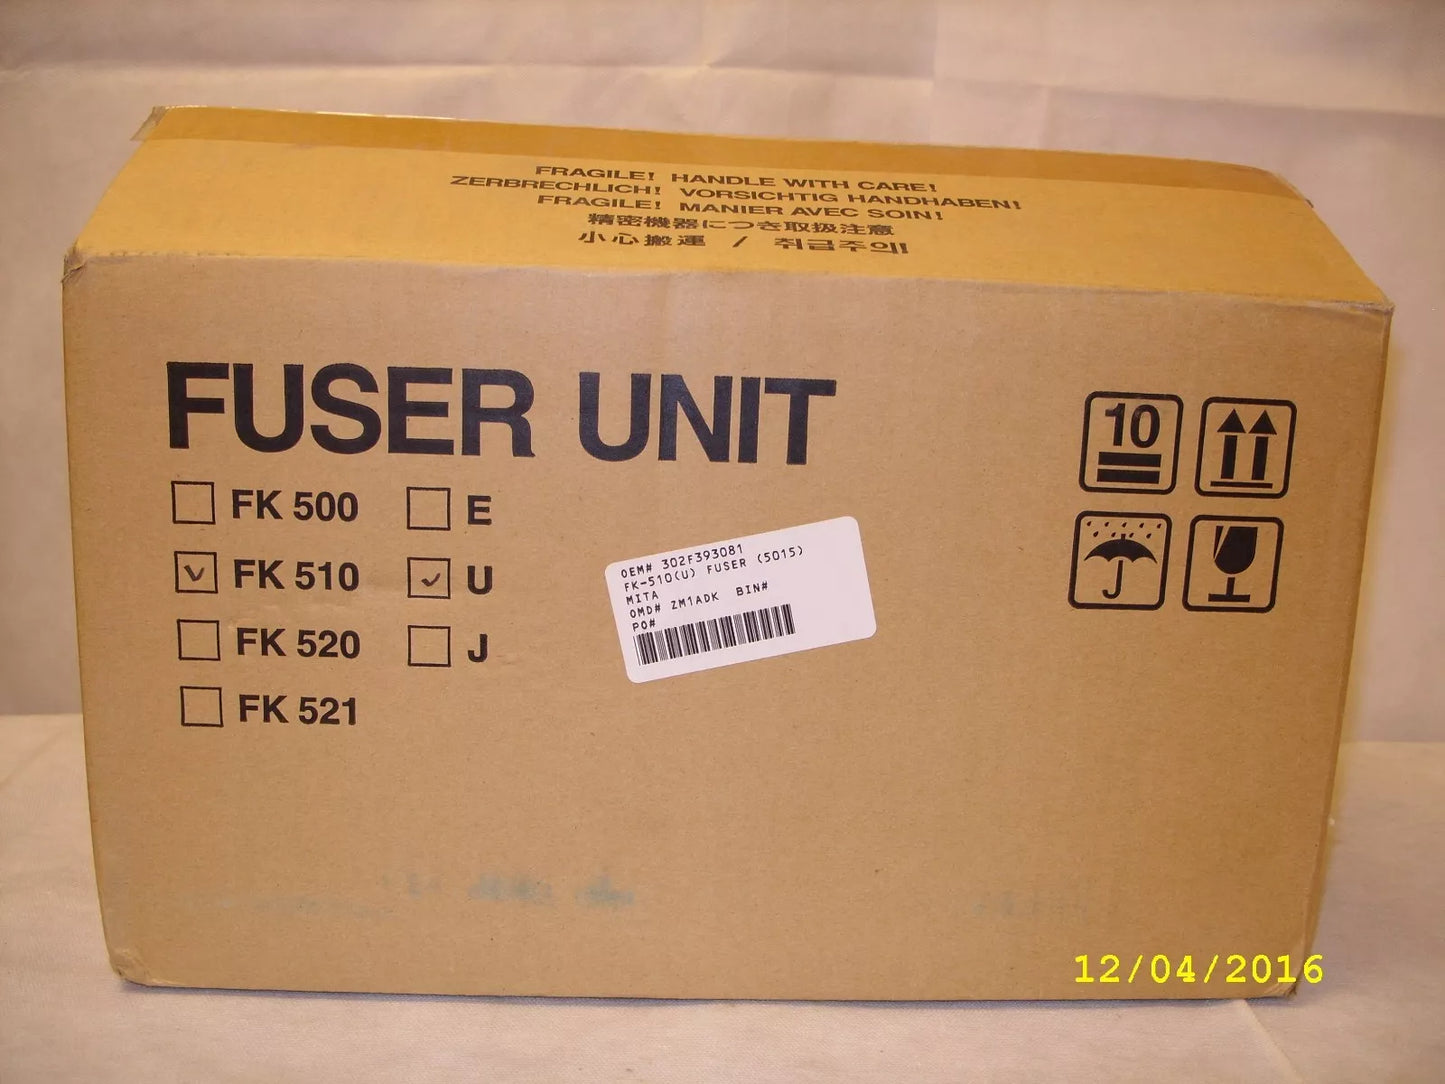 FRAGILE! HANDLE WITH CARE!
ZERBRECHLICH! VORSICHTIG HANDHABEN!
FRAGILE! MANIER AVEC SOIN!
精密機器につき取扱注意
小心搬運 / 취급주의!
FUSER UNIT
FK 500 E
FK 510 U
FK 520 J
FK 521
10
OEM# 302F393081
FK-510(U) FUSER (5015)
MITA
OMD# ZM1ADK BIN#
PO#
12/04/2016